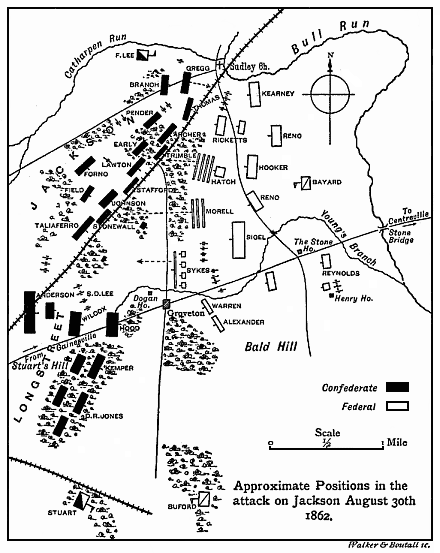 Bull Run
Catharpen Run
F. LEE
Sudley Ch.
GREGG
BRANCH
THOMAS
KEARNEY
N
PENDER
ARCHER
RICKETTS
RENO
EARLY
TRIMBLE
LAWTON
HOOKER
FORNO
STAFFORD
HATCH
BAYARD
JACKSON
FIELD
JOHNSON
RENO
MORELL
TALIAFERRO
STONEWALL
SIGEL
Young's Branch
To
Centreville
Stone
Bridge
The Stone
Ho.
SYKES
REYNOLDS
Henry Ho.
ANDERSON
S.D.LEE
Dogan
Ho.
WILCOX
HOOD
Groveton
WARREN
ALEXANDER
From
Gainesville
Stuart's Hill
Bald Hill
LONGSTREET
KEMPER
D.R.JONES
Confederate
Federal
Scale
½ Mile
STUART
BUFORD
Approximate Positions in the
attack on Jackson August 30th
1862.
Walker & Boutall sc.